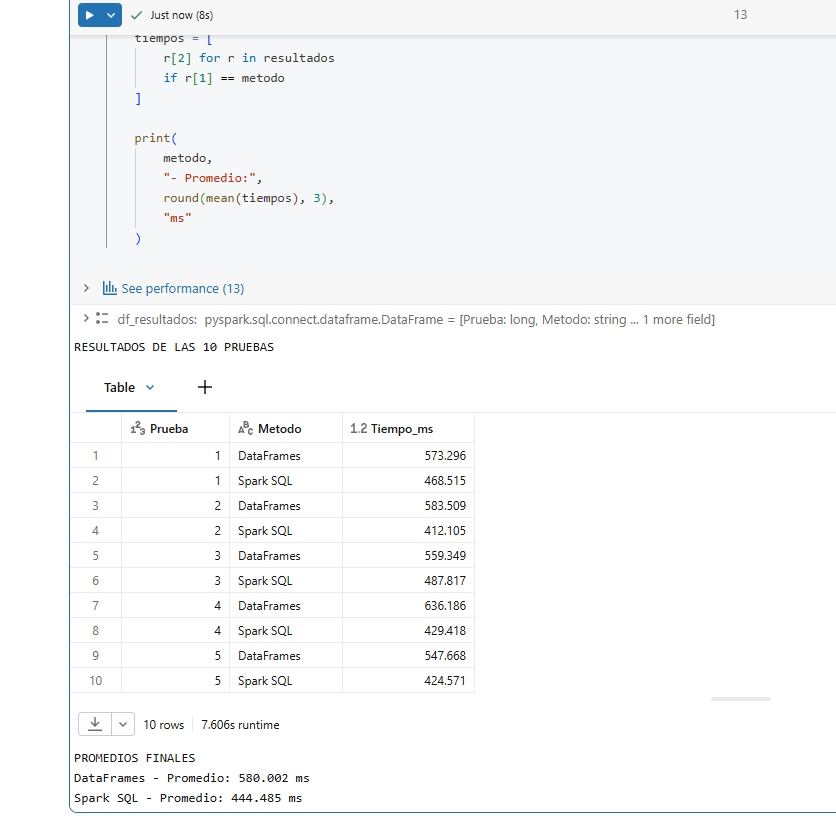 Just now (8s)
13
tiempos = [
r[2] for r in resultados
if r[1] == metodo
]
print(
metodo,
"- Promedio:",
round(mean(tiempos), 3),
"ms"
)
See performance (13)
df_resultados: pyspark.sql.connect.dataframe.DataFrame = [Prueba: long, Metodo: string ... 1 more field]
RESULTADOS DE LAS 10 PRUEBAS
Table
123 Prueba ABC Metodo 1.2 Tiempo_ms
1 1 DataFrames 573.296
2 1 Spark SQL 468.515
3 2 DataFrames 583.509
4 2 Spark SQL 412.105
5 3 DataFrames 559.349
6 3 Spark SQL 487.817
7 4 DataFrames 636.186
8 4 Spark SQL 429.418
9 5 DataFrames 547.668
10 5 Spark SQL 424.571
10 rows 7.606s runtime
PROMEDIOS FINALES
DataFrames - Promedio: 580.002 ms
Spark SQL - Promedio: 444.485 ms